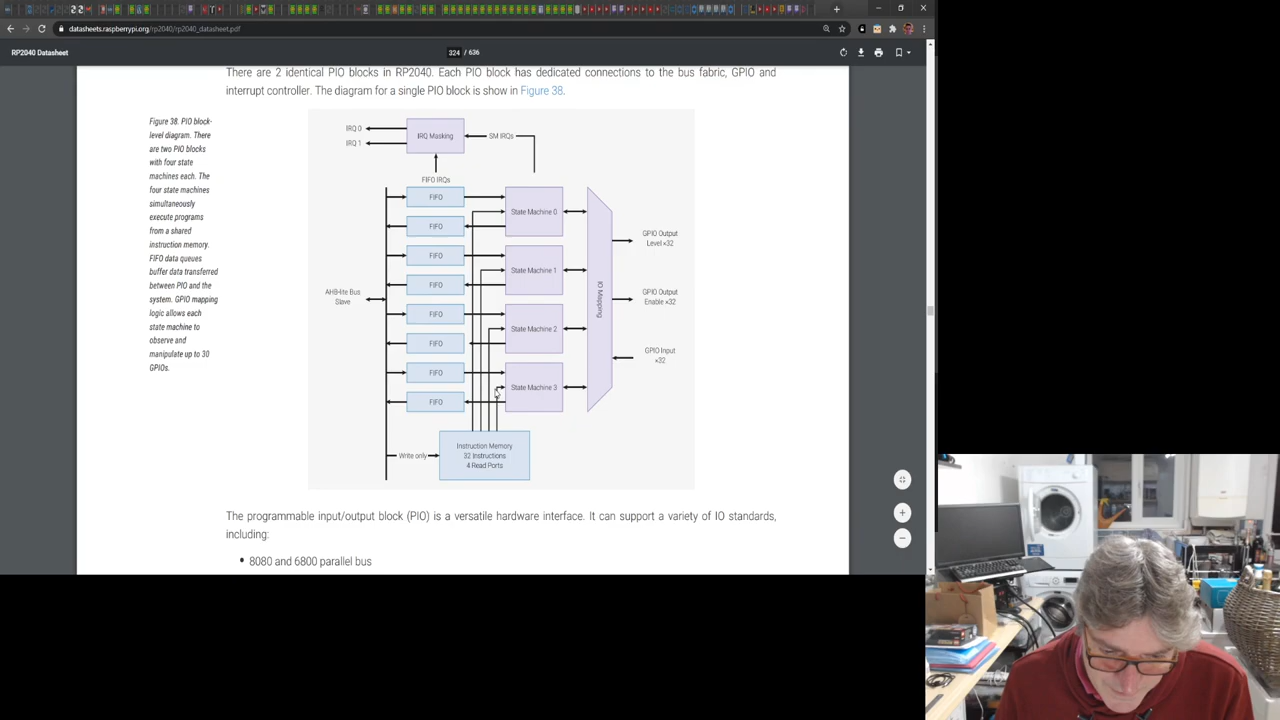 datasheets.raspberrypi.org/rp2040/rp2040_datasheet.pdf
RP2040 Datasheet
324 / 636
There are 2 identical PIO blocks in RP2040. Each PIO block has dedicated connections to the bus fabric, GPIO and
interrupt controller. The diagram for a single PIO block is show in Figure 38.
Figure 38. PIO block-
level diagram. There
are two PIO blocks
with four state
machines each. The
four state machines
simultaneously
execute programs
from a shared
instruction memory.
FIFO data queues
buffer data transferred
between PIO and the
system. GPIO mapping
logic allows each
state machine to
observe and
manipulate up to 30
GPIOs.
IRQ 0
IRQ 1
IRQ Masking
SM IRQs
FIFO IRQs
FIFO
FIFO
FIFO
FIFO
FIFO
FIFO
FIFO
FIFO
State Machine 0
State Machine 1
State Machine 2
State Machine 3
IO Mapping
GPIO Output
Level ×32
GPIO Output
Enable ×32
GPIO Input
×32
AHB-lite Bus
Slave
Write only
Instruction Memory
32 Instructions
4 Read Ports
The programmable input/output block (PIO) is a versatile hardware interface. It can support a variety of IO standards,
including:
• 8080 and 6800 parallel bus